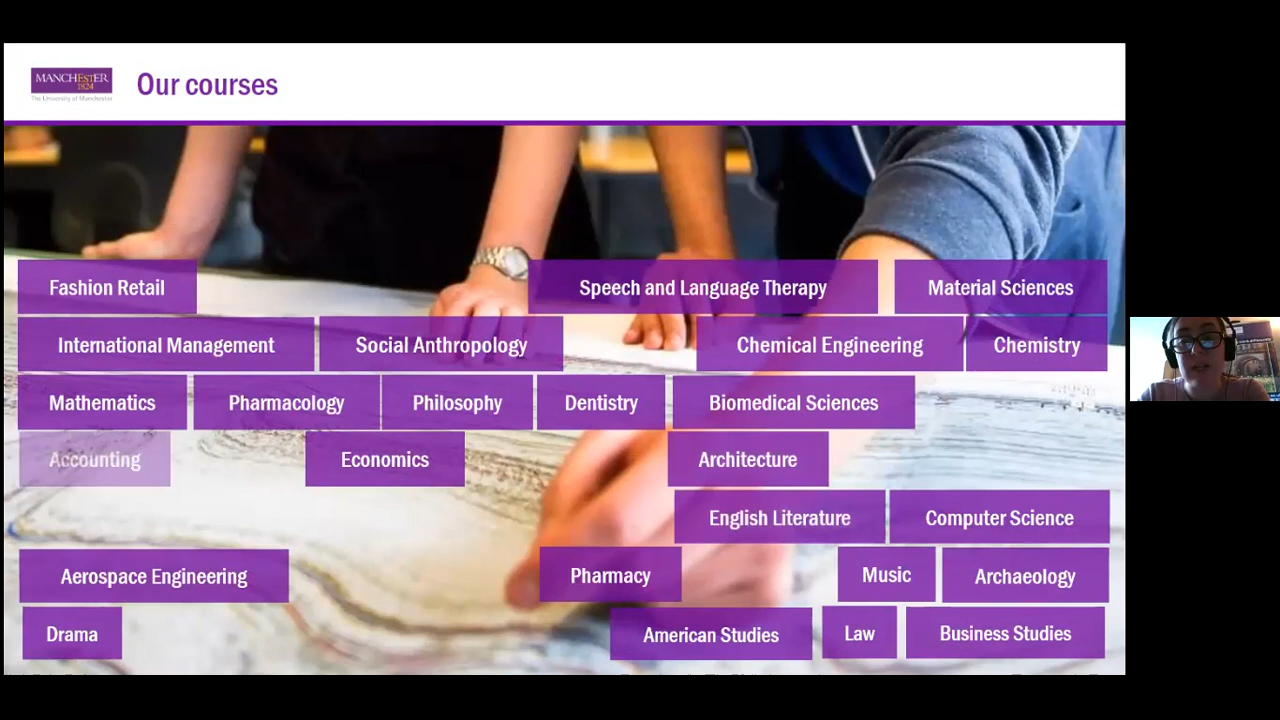 MANCHESTER
1824
The University of Manchester
Our courses
Fashion Retail
Speech and Language Therapy
Material Sciences
International Management
Social Anthropology
Chemical Engineering
Chemistry
Mathematics
Pharmacology
Philosophy
Dentistry
Biomedical Sciences
Accounting
Economics
Architecture
English Literature
Computer Science
Aerospace Engineering
Pharmacy
Music
Archaeology
Drama
American Studies
Law
Business Studies